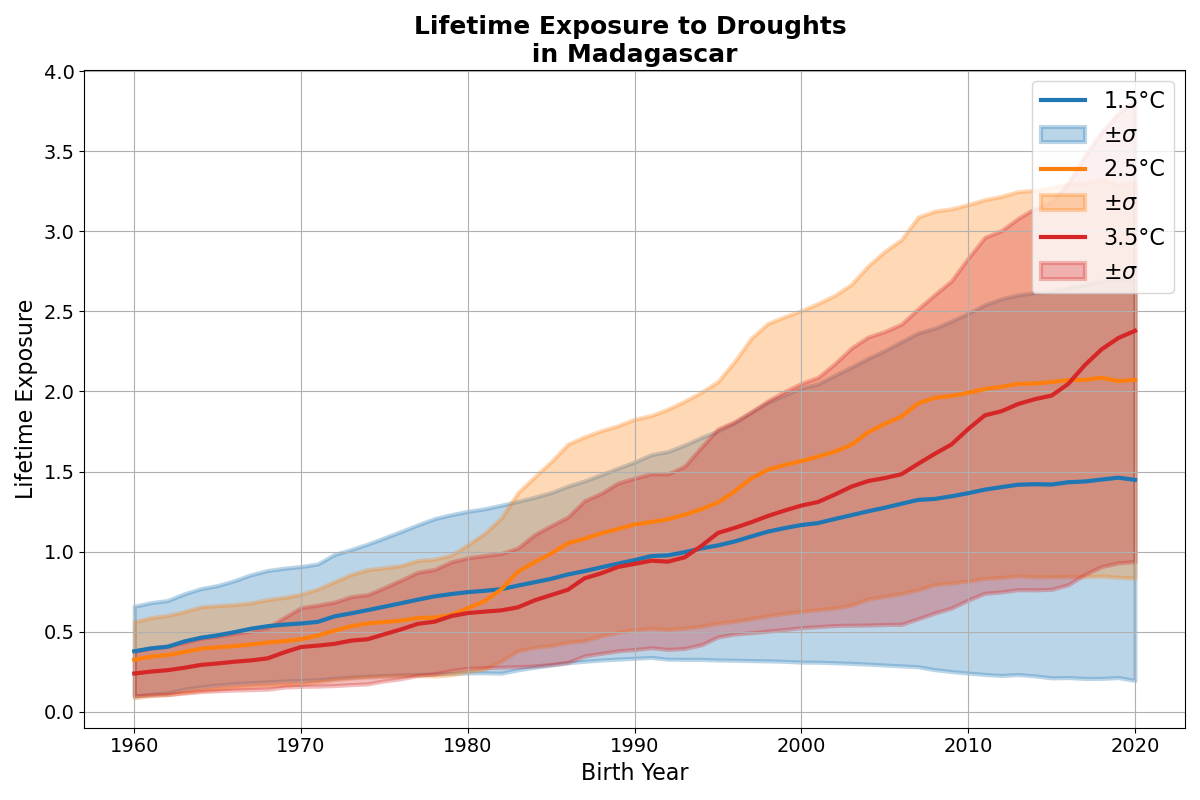 Lifetime Exposure to Droughts
in Madagascar
4.0
3.5
3.0
2.5
2.0
1.5
1.0
0.5
0.0
Lifetime Exposure
1.5°C
±σ
2.5°C
±σ
3.5°C
±σ
1960
1970
1980
1990
2000
2010
2020
Birth Year